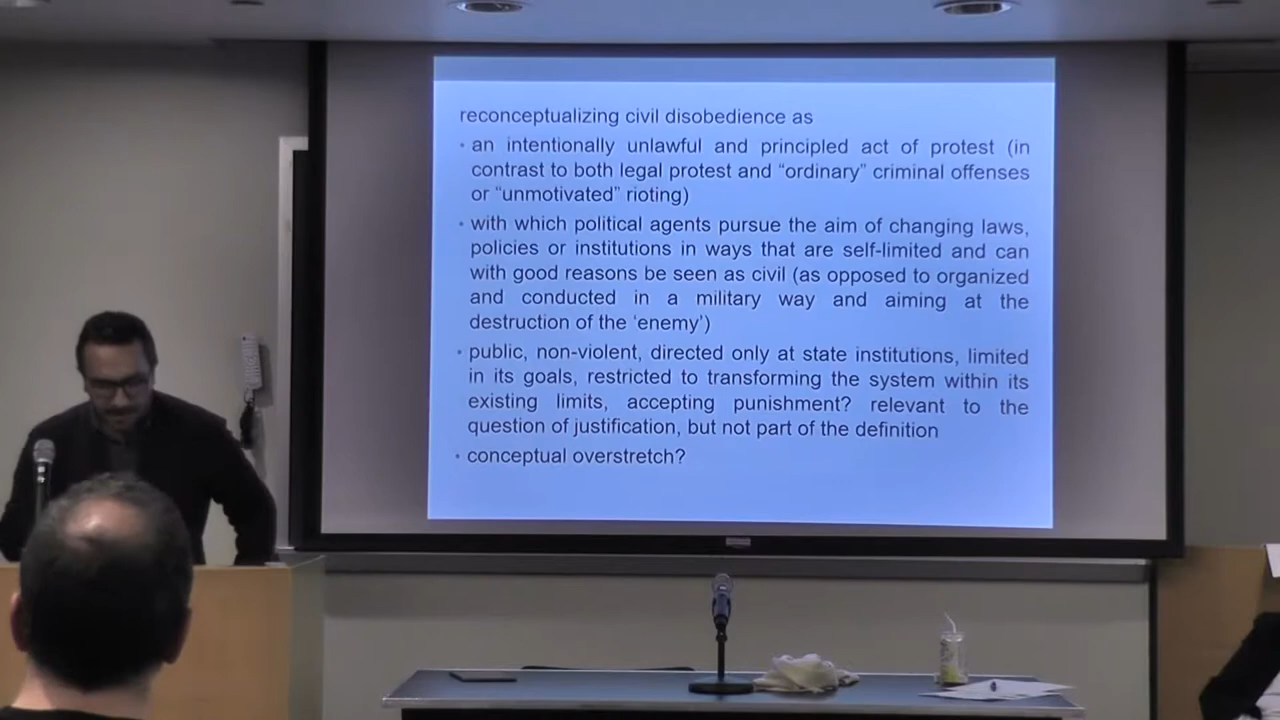 reconceptualizing civil disobedience as
• an intentionally unlawful and principled act of protest (in
contrast to both legal protest and “ordinary” criminal offenses
or “unmotivated” rioting)
• with which political agents pursue the aim of changing laws,
policies or institutions in ways that are self-limited and can
with good reasons be seen as civil (as opposed to organized
and conducted in a military way and aiming at the
destruction of the ‘enemy’)
• public, non-violent, directed only at state institutions, limited
in its goals, restricted to transforming the system within its
existing limits, accepting punishment? relevant to the
question of justification, but not part of the definition
• conceptual overstretch?